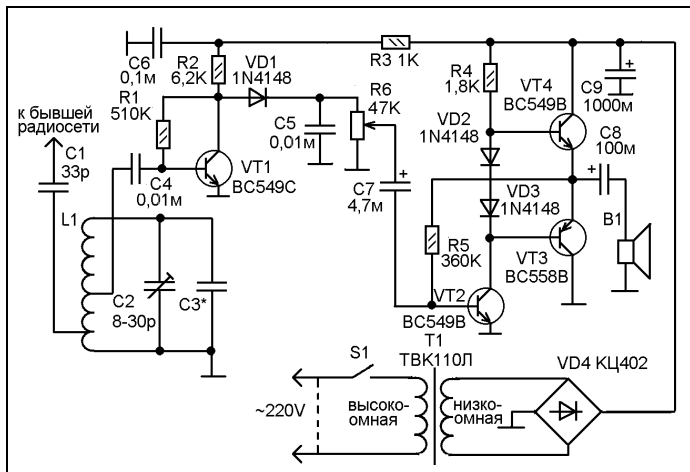 C6
0,1м
R2
6,2K
VD1
1N4148
R3 1K
R4
1,8K
VT4
BC549B
C9
1000м
к бывшей
радиосети
R1
510K
R6
47K
VD2
1N4148
C8
100м
C1
33p
C5
0,01м
VT1
BC549C
C4
0,01м
C7
4,7м
VD3
1N4148
B1
L1
R5
360K
VT3
BC558B
C2
8-30p
C3*
VT2
BC549B
T1
ТВК110Л
S1
VD4 КЦ402
~220V
высоко-
омная
низко-
омная
+
+
+